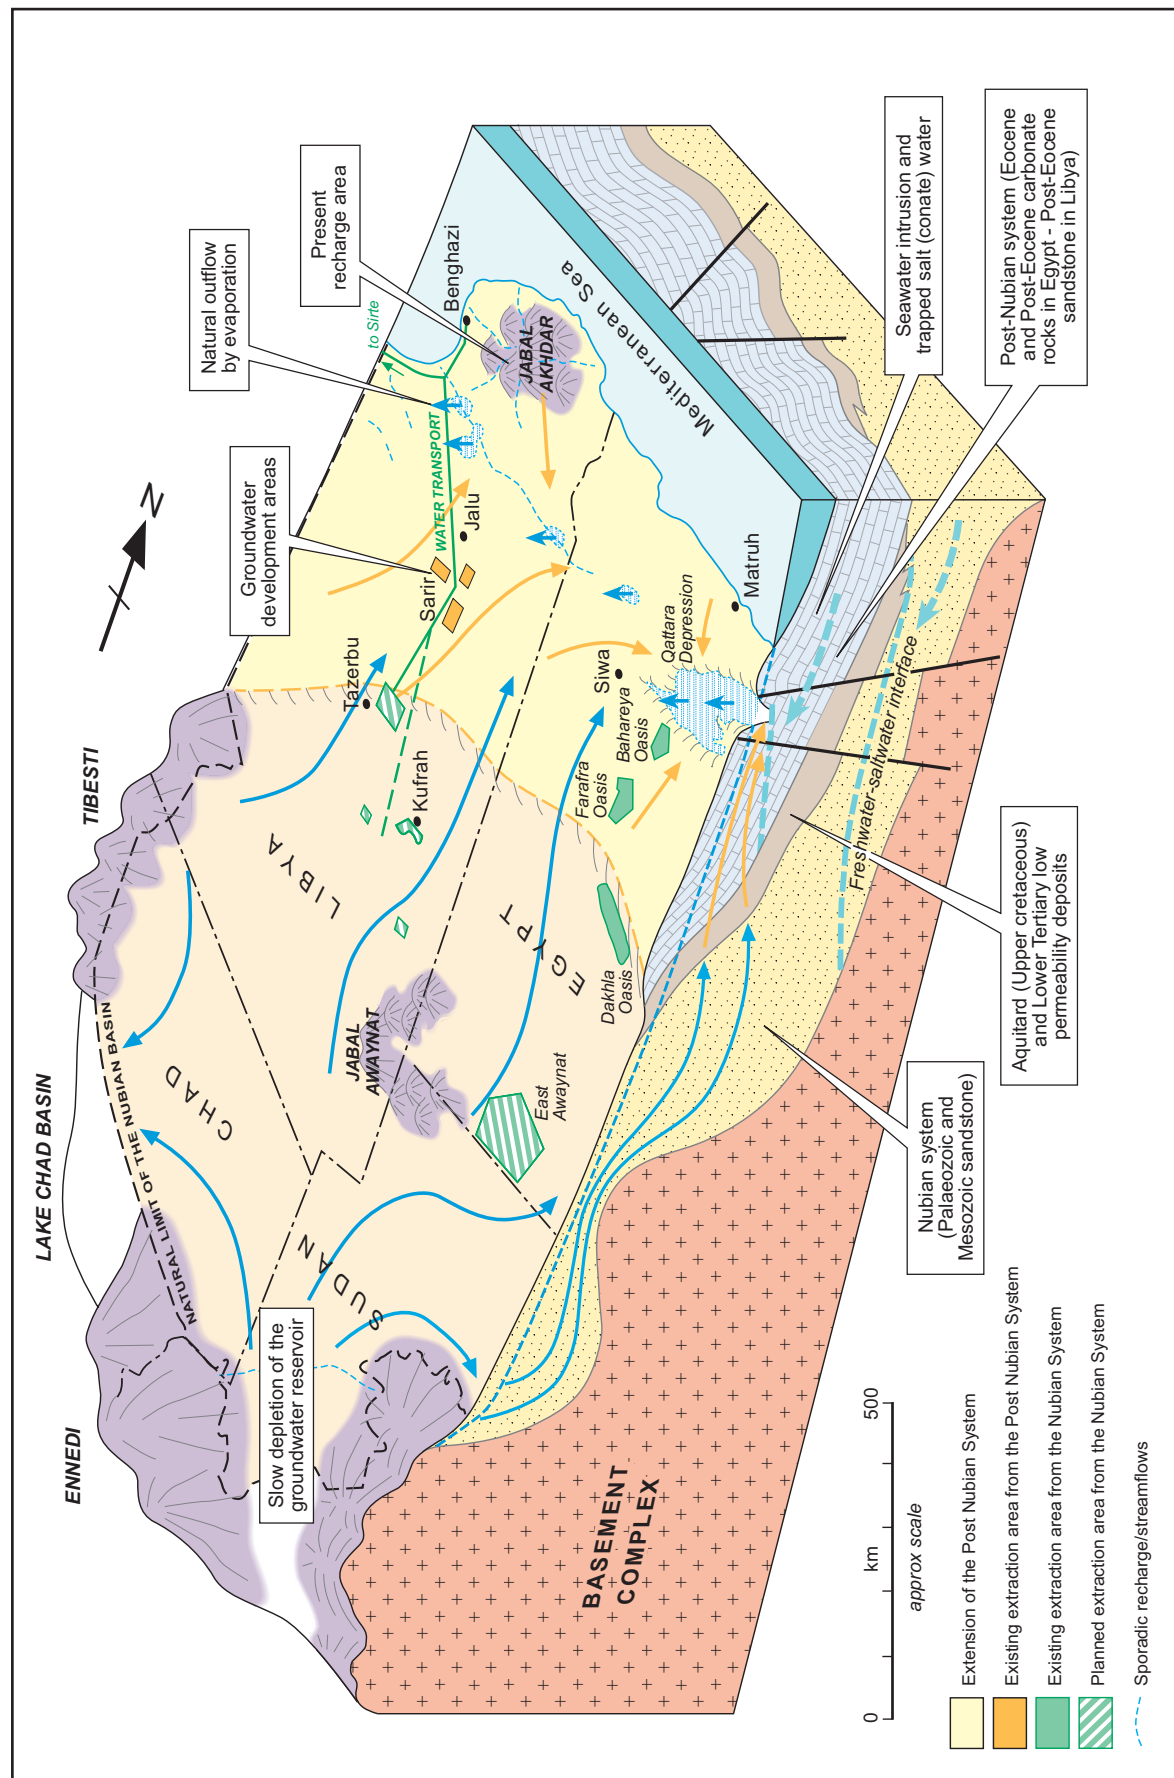 LAKE CHAD BASIN
ENNEDI
TIBESTI
NATURAL LIMIT OF THE NUBIAN BASIN
CHAD
LIBYA
SUDAN
EGYPT
N
Slow depletion of the
groundwater reservoir
Groundwater
development areas
Natural outflow
by evaporation
Present
recharge area
to Sirte
Benghazi
JABAL
AKHDAR
WATER TRANSPORT
Jalu
Sarir
Tazerbu
Kufrah
JABAL
AWAYNAT
East
Awaynat
Dakhla
Oasis
Farafra
Oasis
Bahareya
Oasis
Siwa
Qattara
Depression
Matruh
Mediterranean Sea
Seawater intrusion and
trapped salt (conate) water
Post-Nubian system (Eocene
and Post-Eocene carbonate
rocks in Egypt - Post-Eocene
sandstone in Libya)
Freshwater-saltwater interface
Aquitard (Upper cretaceous)
and Lower Tertiary low
permeability deposits
Nubian system
(Palaeozoic and
Mesozoic sandstone)
BASEMENT
COMPLEX
0 km 500
approx scale
Extension of the Post Nubian System
Existing extraction area from the Post Nubian System
Existing extraction area from the Nubian System
Planned extraction area from the Nubian System
Sporadic recharge/streamflows